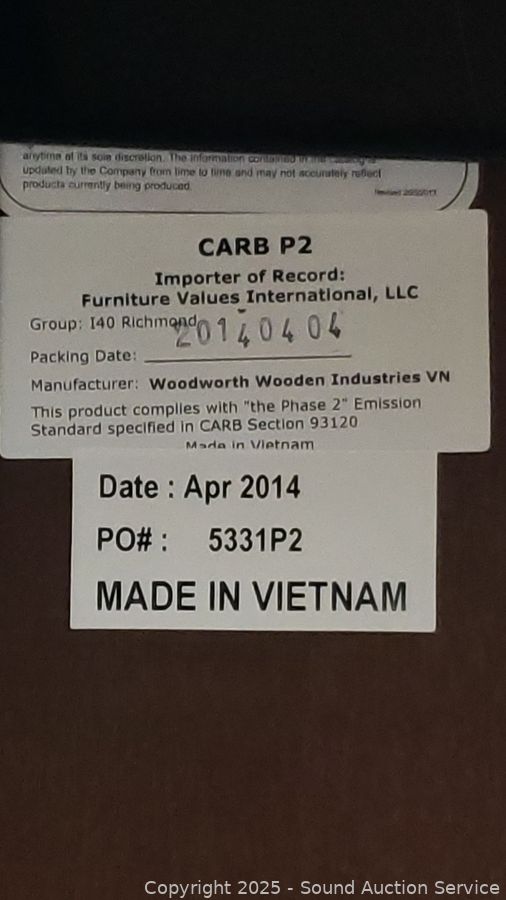 anytime at its sole discretion. The information contained in the catalog is
updated by the Company from time to time and may not accurately reflect
products currently being produced.
Revised
CARB P2
Importer of Record:
Furniture Values International, LLC
Group: I40 Richmond
20140404
Packing Date:
Manufacturer: Woodworth Wooden Industries VN
This product complies with "the Phase 2" Emission
Standard specified in CARB Section 93120
Made in Vietnam
Date : Apr 2014
PO# : 5331P2
MADE IN VIETNAM
Copyright 2025 - Sound Auction Service